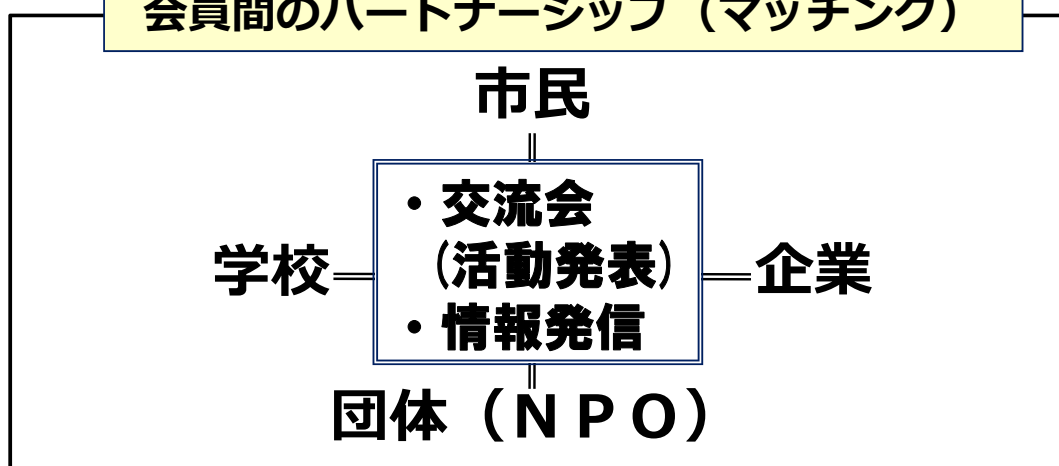 会員間のパートナーシップ（マッチング）
市民
・交流会
（活動発表）
・情報発信
学校
企業
団体（ＮＰＯ）